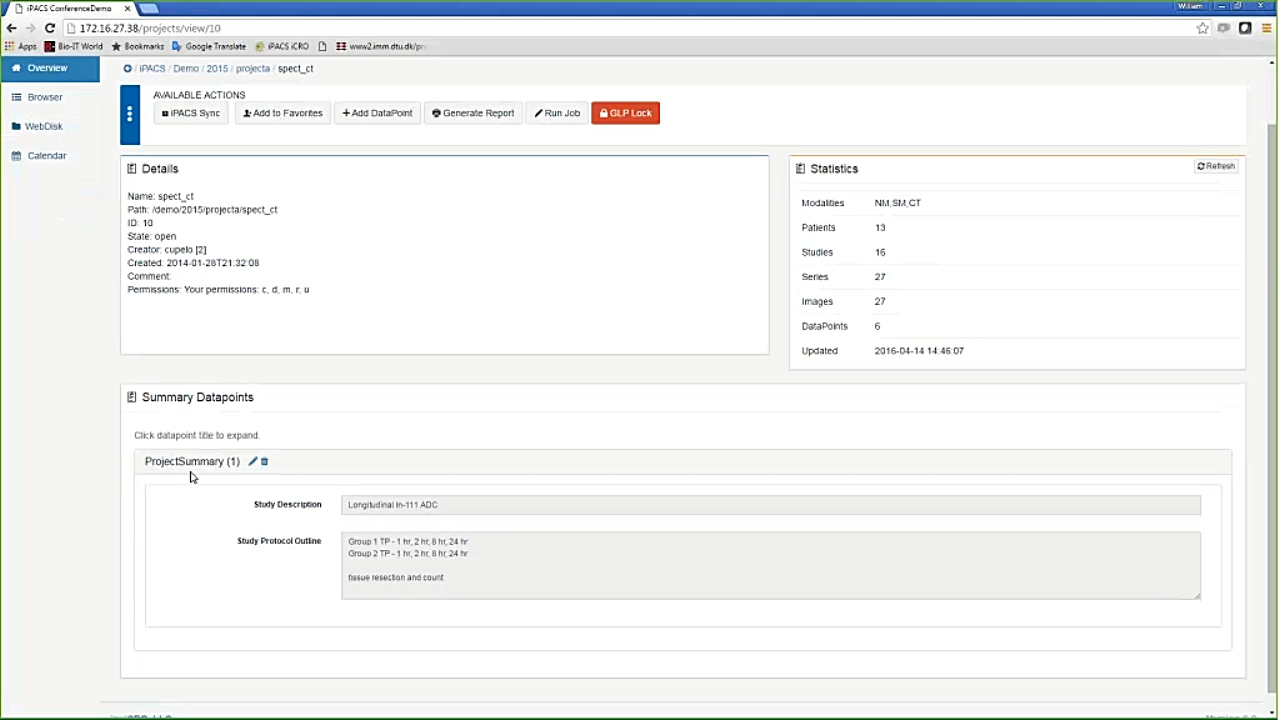 iPACS ConferenceDemo
William
172.16.27.38/projects/view/10
Apps Bio-IT World Bookmarks Google Translate iPACS iCRO www2.imm.dtu.dk/pr
Overview
Browser
WebDisk
Calendar
/ iPACS / Demo / 2015 / projecta / spect_ct
AVAILABLE ACTIONS
iPACS Sync Add to Favorites Add DataPoint Generate Report Run Job GLP Lock
Details
Name: spect_ct
Path: /demo/2015/projecta/spect_ct
ID: 10
State: open
Creator: cupelo [2]
Created: 2014-01-28T21:32:08
Comment:
Permissions: Your permissions: c, d, m, r, u
Statistics
Refresh
Modalities NM,SM,CT
Patients 13
Studies 16
Series 27
Images 27
DataPoints 6
Updated 2016-04-14 14:46:07
Summary Datapoints
Click datapoint title to expand.
ProjectSummary (1)
Study Description Longitudinal In-111 ADC
Study Protocol Outline
Group 1 TP - 1 hr, 2 hr, 8 hr, 24 hr
Group 2 TP - 1 hr, 2 hr, 8 hr, 24 hr
tissue resection and count